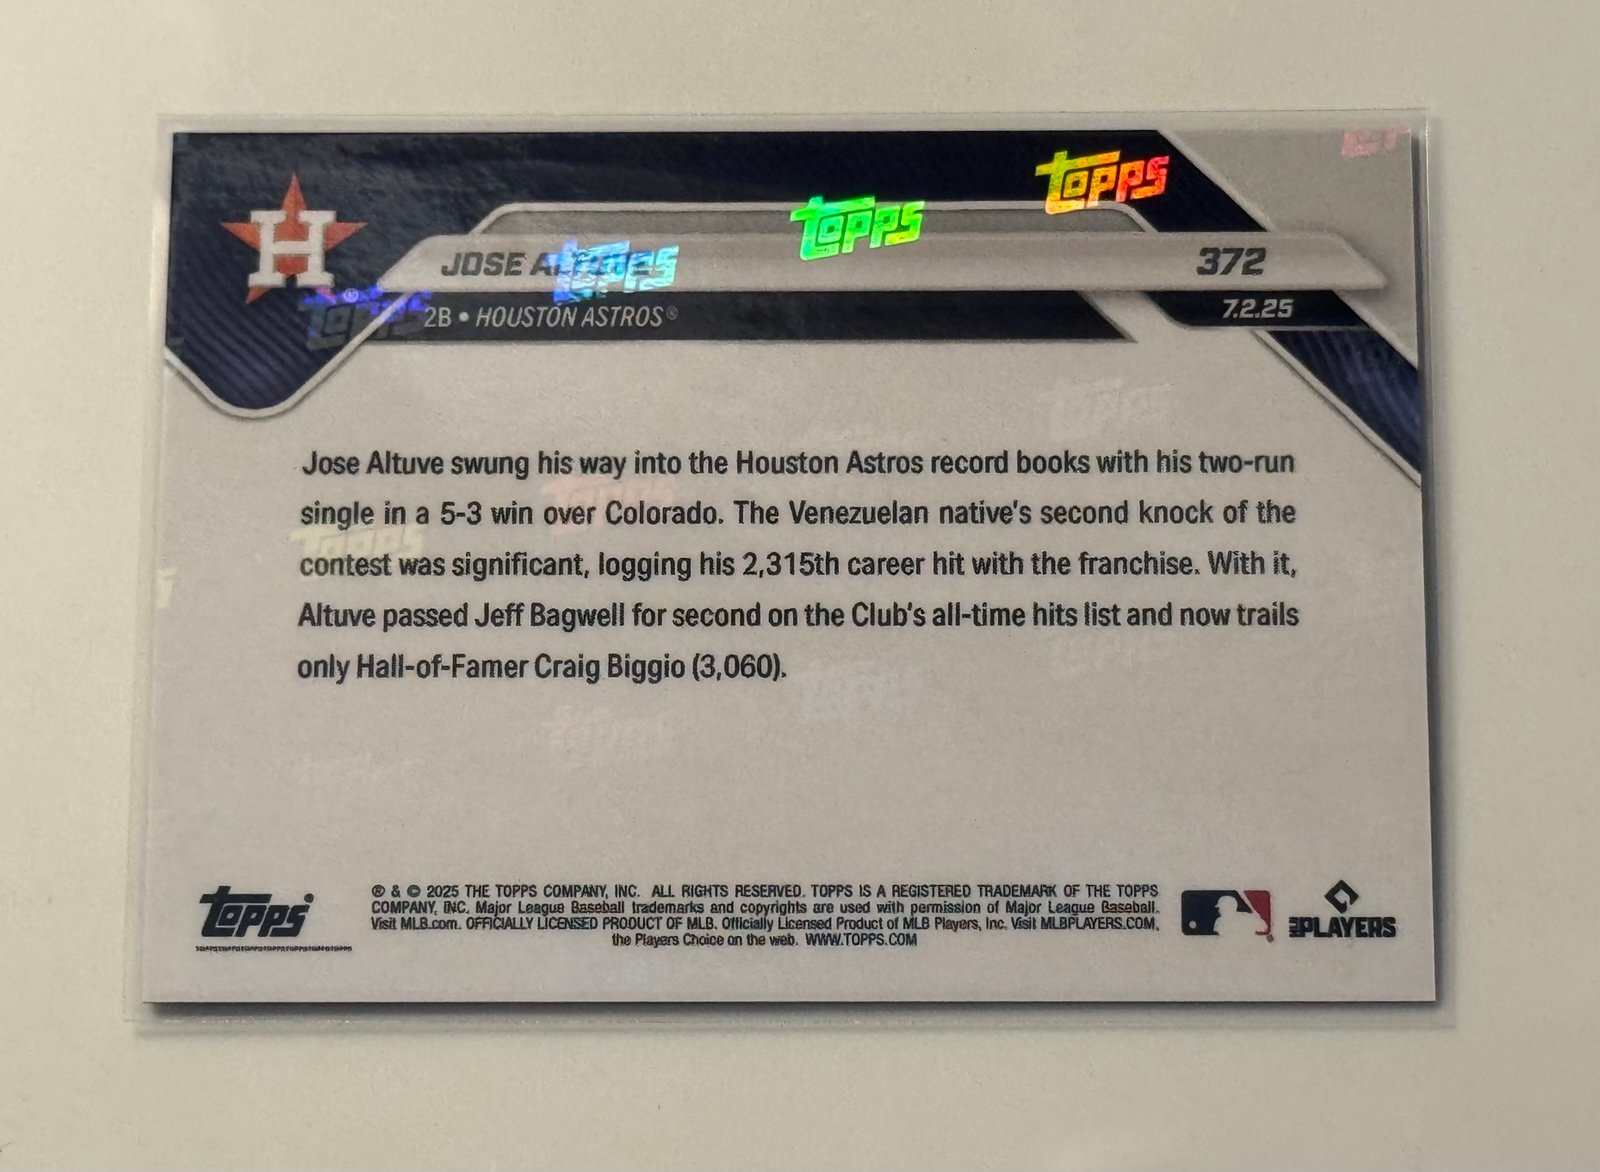 H
Topps
Topps
Topps
Topps
JOSE ALTUVE
372
2B • HOUSTON ASTROS®
7.2.25
Jose Altuve swung his way into the Houston Astros record books with his two-run
single in a 5-3 win over Colorado. The Venezuelan native's second knock of the
contest was significant, logging his 2,315th career hit with the franchise. With it,
Altuve passed Jeff Bagwell for second on the Club's all-time hits list and now trails
only Hall-of-Famer Craig Biggio (3,060).
Topps
® & © 2025 THE TOPPS COMPANY, INC. ALL RIGHTS RESERVED. TOPPS IS A REGISTERED TRADEMARK OF THE TOPPS
COMPANY, INC. Major League Baseball trademarks and copyrights are used with permission of Major League Baseball.
Visit MLB.com. OFFICIALLY LICENSED PRODUCT OF MLB. Officially Licensed Product of MLB Players, Inc. Visit MLBPLAYERS.COM,
the Players Choice on the web. WWW.TOPPS.COM
MLB PLAYERS